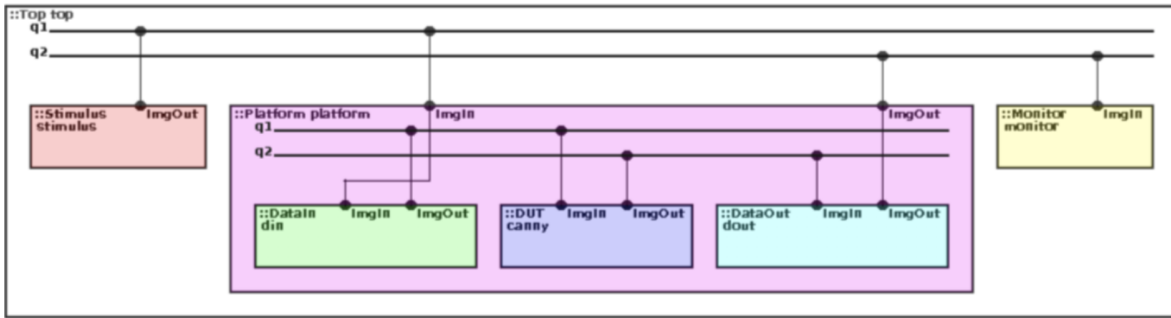 ::Top top
q1
q2
::Stimulus ImgOut
stimulus
::Platform platform ImgIn ImgOut
::Monitor ImgIn
monitor
q1
q2
::DataIn ImgIn ImgOut
din
::DUT ImgIn ImgOut
canny
::DataOut ImgIn ImgOut
dout